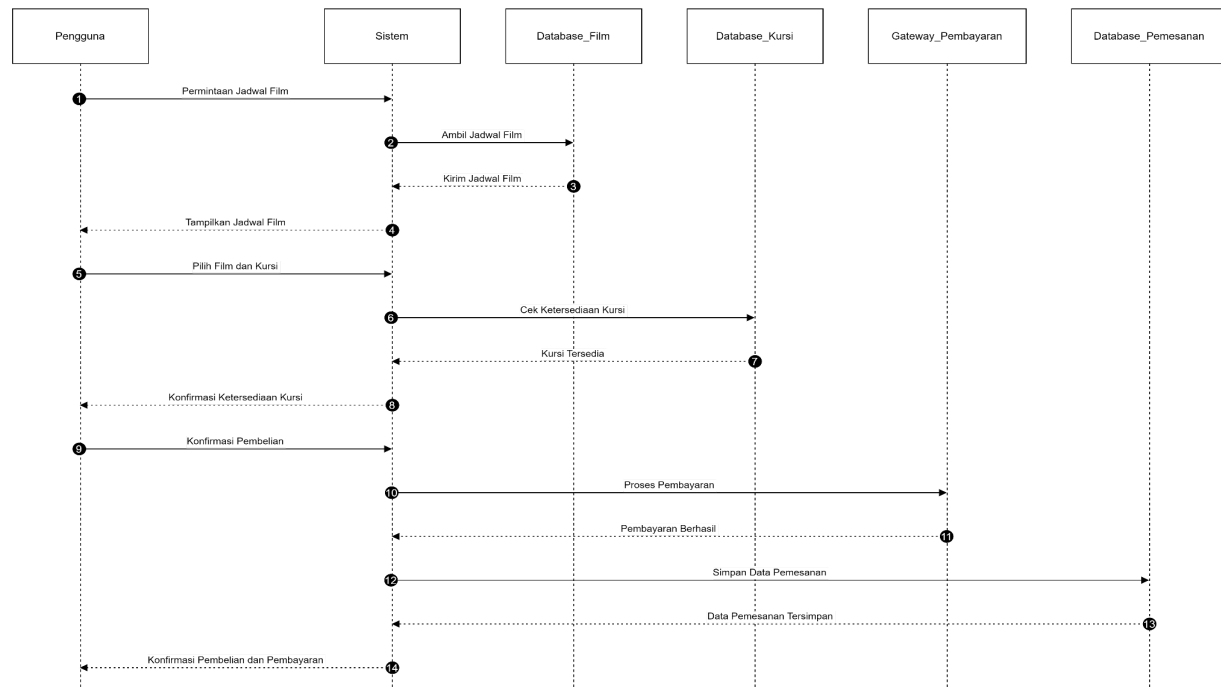 Pengguna
Sistem
Database_Film
Database_Kursi
Gateway_Pembayaran
Database_Pemesanan
1
Permintaan Jadwal Film
2
Ambil Jadwal Film
Kirim Jadwal Film
3
Tampilkan Jadwal Film
4
5
Pilih Film dan Kursi
6
Cek Ketersediaan Kursi
Kursi Tersedia
7
Konfirmasi Ketersediaan Kursi
8
9
Konfirmasi Pembelian
10
Proses Pembayaran
Pembayaran Berhasil
11
12
Simpan Data Pemesanan
Data Pemesanan Tersimpan
13
Konfirmasi Pembelian dan Pembayaran
14